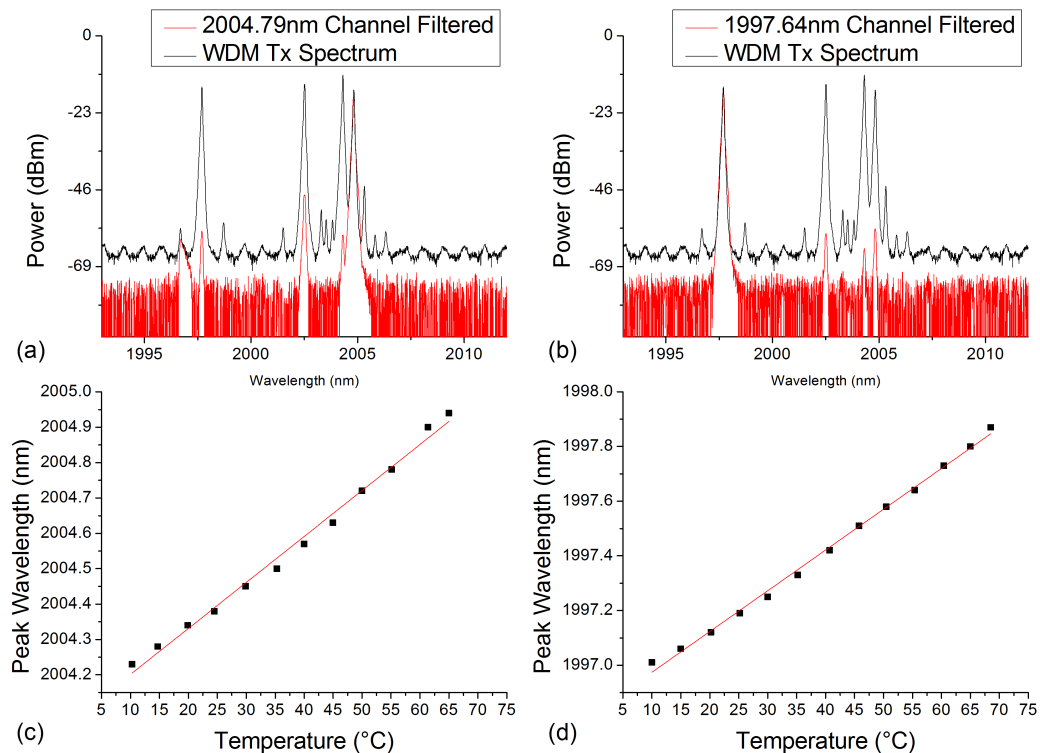 2004.79nm Channel Filtered
WDM Tx Spectrum
0
-23
-46
-69
Power (dBm)
1995 2000 2005 2010
Wavelength (nm)
(a)
1997.64nm Channel Filtered
WDM Tx Spectrum
0
-23
-46
-69
Power (dBm)
1995 2000 2005 2010
Wavelength (nm)
(b)
2005.0
2004.9
2004.8
2004.7
2004.6
2004.5
2004.4
2004.3
2004.2
Peak Wavelength (nm)
5 10 15 20 25 30 35 40 45 50 55 60 65 70 75
Temperature (°C)
(c)
1998.0
1997.8
1997.6
1997.4
1997.2
1997.0
Peak Wavelength (nm)
5 10 15 20 25 30 35 40 45 50 55 60 65 70 75
Temperature (°C)
(d)